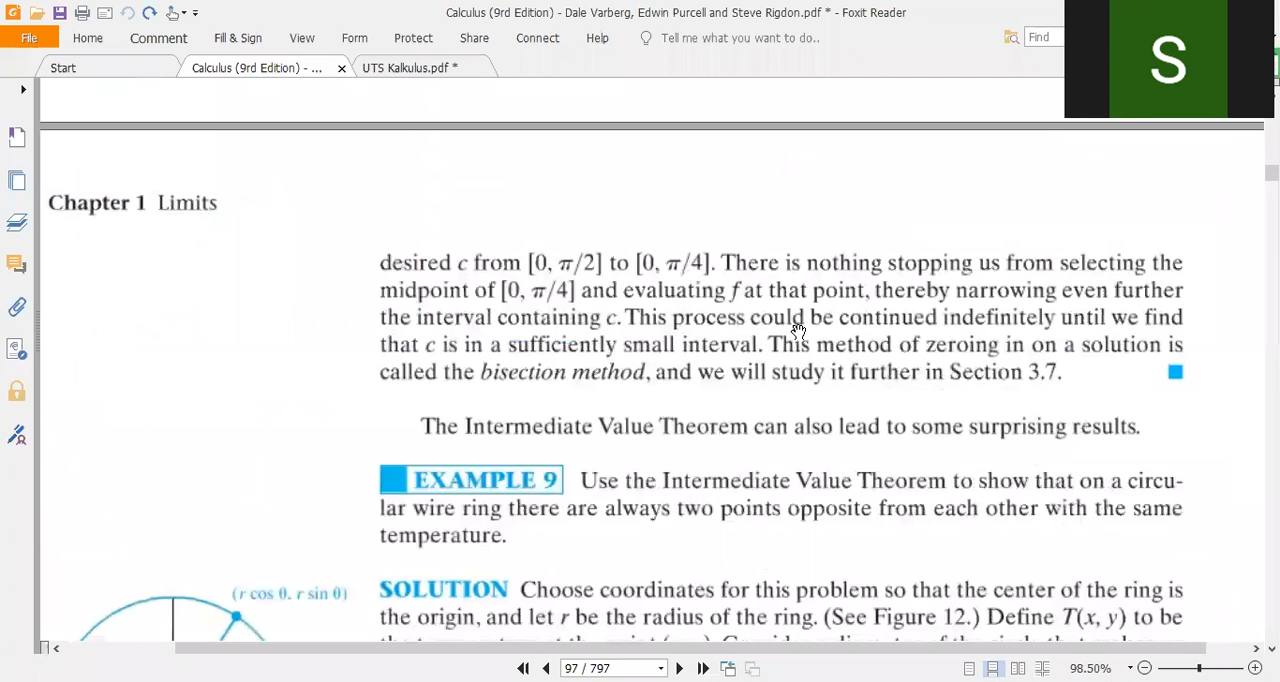 Calculus (9rd Edition) - Dale Varberg, Edwin Purcell and Steve Rigdon.pdf * - Foxit Reader
File Home Comment Fill & Sign View Form Protect Share Connect Help Tell me what you want to do.. Find
S
Start Calculus (9rd Edition) - ... UTS Kalkulus.pdf *
Chapter 1 Limits
desired c from [0, π/2] to [0, π/4]. There is nothing stopping us from selecting the
midpoint of [0, π/4] and evaluating f at that point, thereby narrowing even further
the interval containing c. This process could be continued indefinitely until we find
that c is in a sufficiently small interval. This method of zeroing in on a solution is
called the bisection method, and we will study it further in Section 3.7.
The Intermediate Value Theorem can also lead to some surprising results.
EXAMPLE 9 Use the Intermediate Value Theorem to show that on a circu-
lar wire ring there are always two points opposite from each other with the same
temperature.
SOLUTION Choose coordinates for this problem so that the center of the ring is
(r cos θ, r sin θ)
the origin, and let r be the radius of the ring. (See Figure 12.) Define T(x, y) to be
97 / 797
98.50%